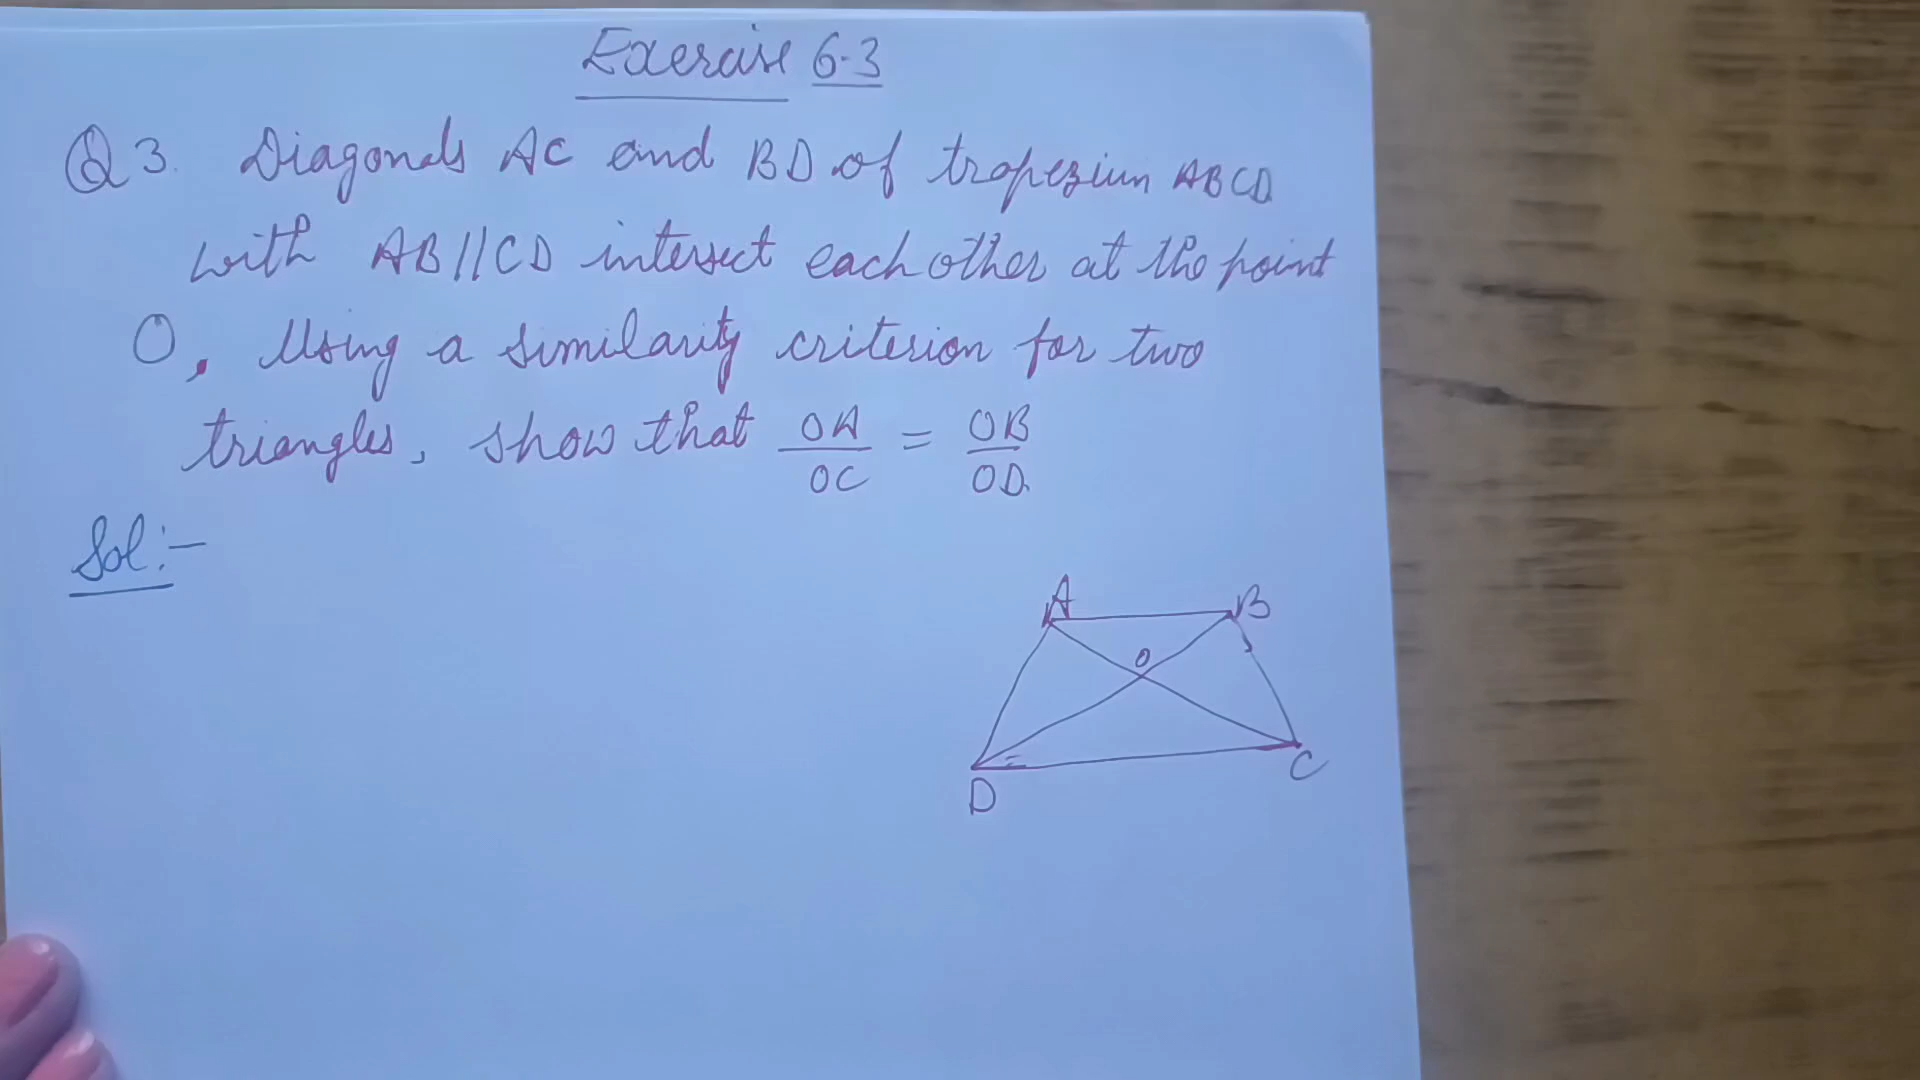 Exercise 6.3
Q3. Diagonals AC and BD of trapezium ABCD
with AB//CD intersect each other at the point
O, Using a similarity criterion for two
triangles, show that OA/OC = OB/OD.
Sol:-
A B
O
D C